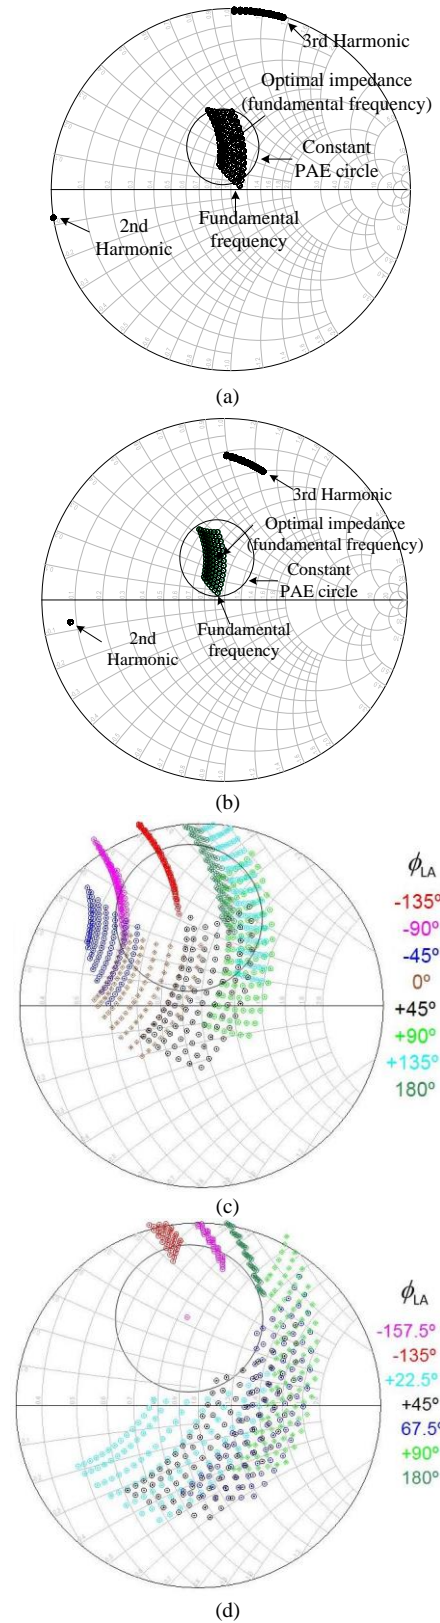 3rd Harmonic
Optimal impedance
(fundamental frequency)
Constant
PAE circle
2nd
Harmonic
Fundamental
frequency
(a)
3rd Harmonic
Optimal impedance
(fundamental frequency)
Constant
PAE circle
2nd
Harmonic
Fundamental
frequency
(b)
ϕLA
-135º
-90º
-45º
0º
+45º
+90º
+135º
180º
(c)
ϕLA
-157.5º
-135º
+22.5º
+45º
67.5º
+90º
180º
(d)